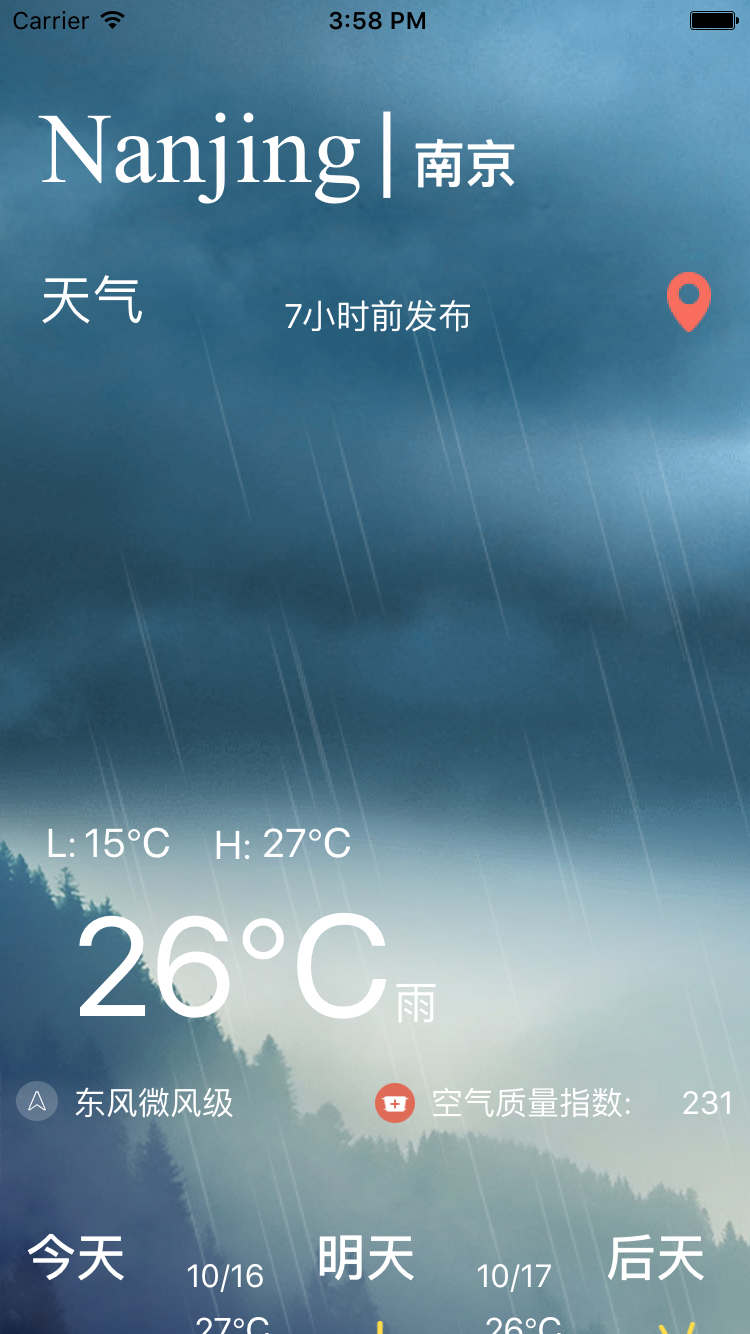 Carrier 3:58 PM
Nanjing | 南京
天气 7小时前发布
L: 15°C H: 27°C
26°C 雨
东风微风级 空气质量指数: 231
今天 10/16 明天 10/17 后天
27°C 26°C